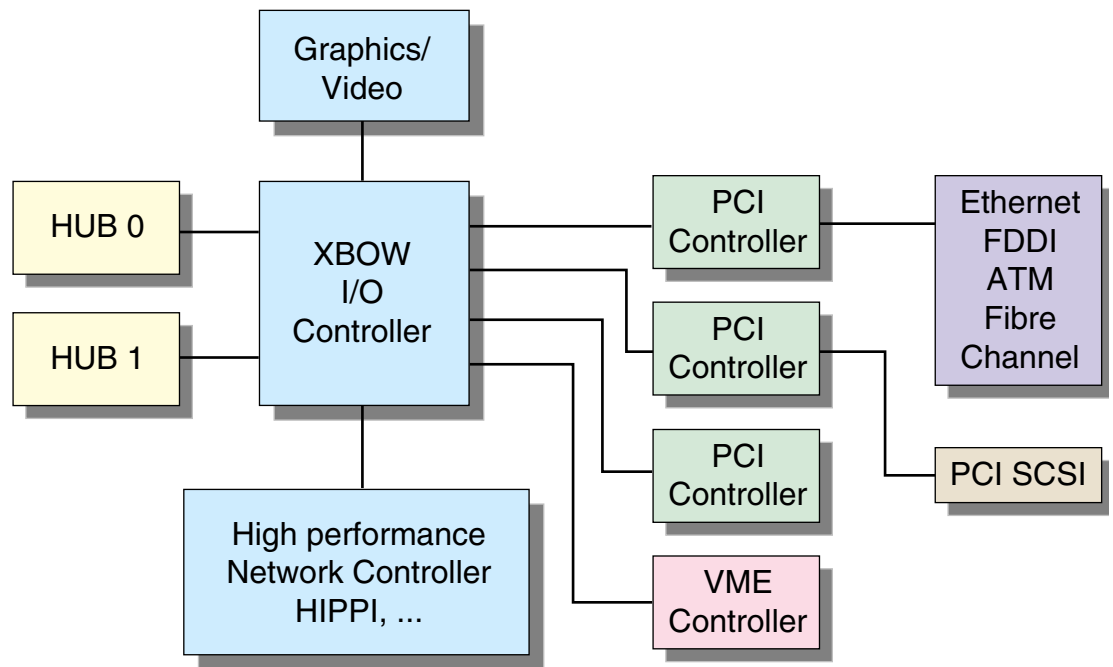 Graphics/
Video
HUB 0
HUB 1
XBOW
I/O
Controller
High performance
Network Controller
HIPPI, ...
PCI
Controller
PCI
Controller
PCI
Controller
VME
Controller
Ethernet
FDDI
ATM
Fibre
Channel
PCI SCSI